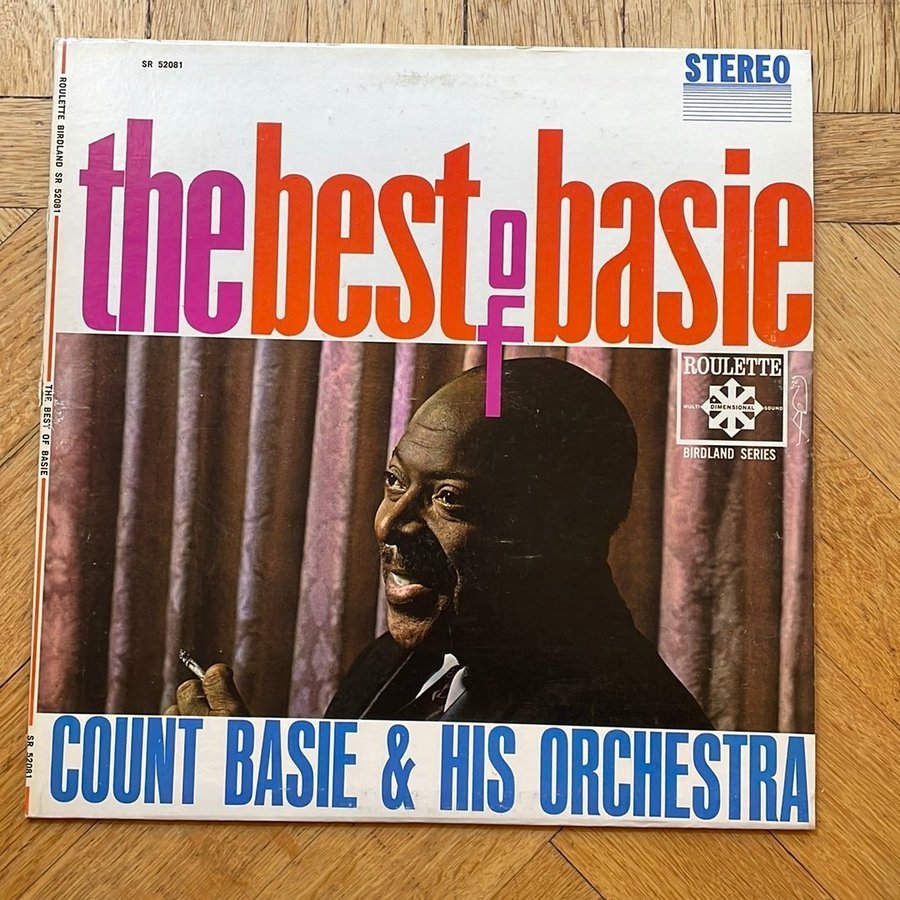 SR 52081
STEREO
the best of basie
ROULETTE
MULTI DIMENSIONAL SOUND
BIRDLAND SERIES
COUNT BASIE & HIS ORCHESTRA
ROULETTE BIRDLAND SR 52081
THE BEST OF BASIE
SR 52081